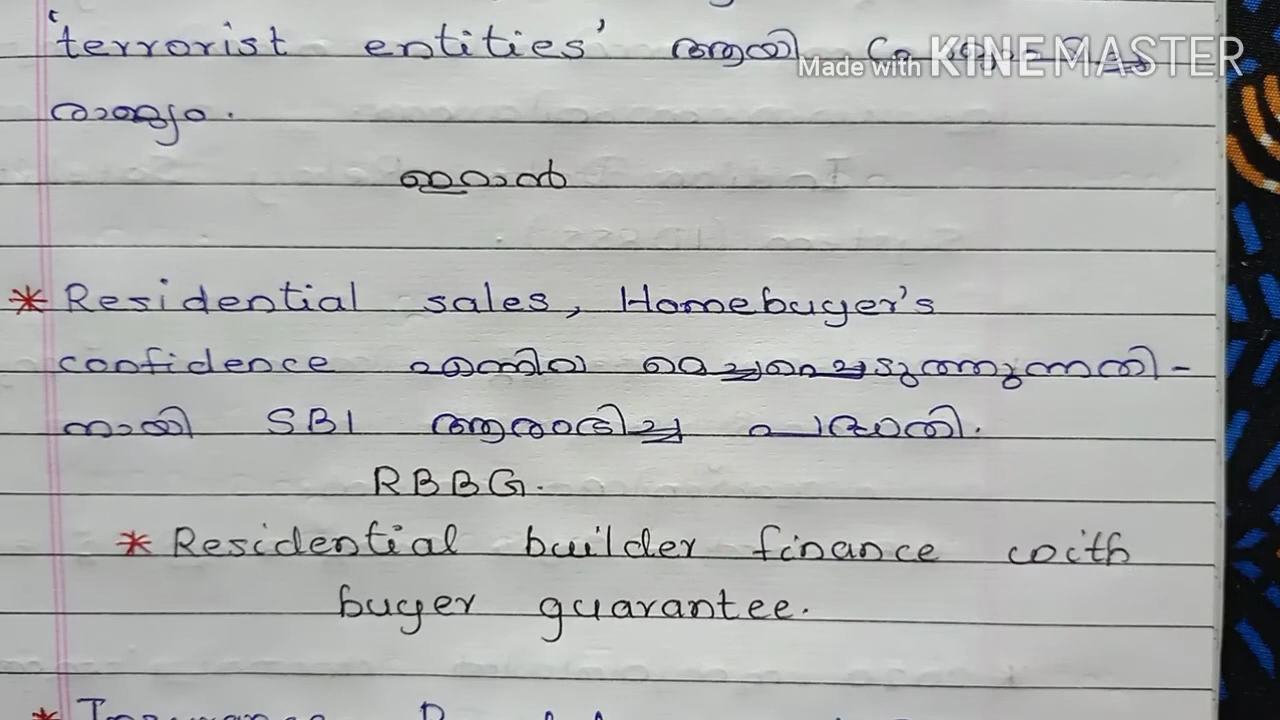 'terrorist entities' ആയി
രാജ്യം.
ഇറാൻ
* Residential sales, Homebuyer's
confidence എന്നിവ മെച്ചപ്പെടുത്തുന്നതി-
നായി SBI ആരംഭിച്ച പദ്ധതി.
RBBG.
* Residential builder finance with
buyer guarantee.
* Insurance
Made with KINEMASTER